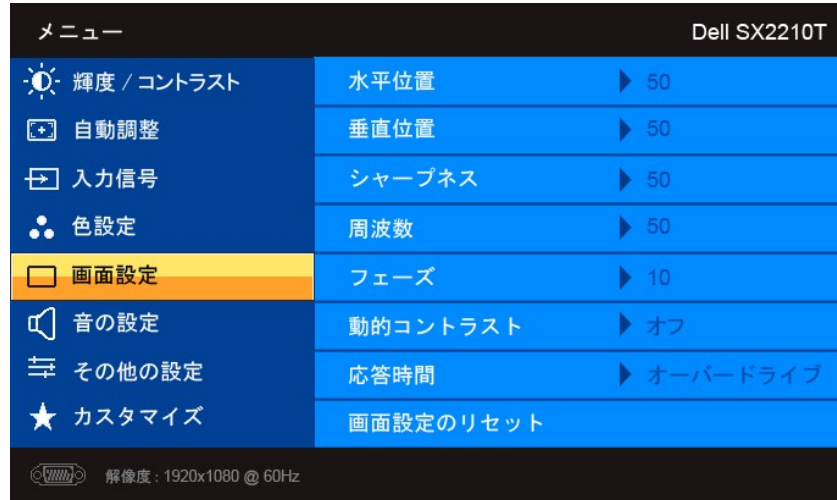 メニュー
Dell SX2210T
輝度 / コントラスト
自動調整
入力信号
色設定
画面設定
音の設定
その他の設定
カスタマイズ
水平位置 50
垂直位置 50
シャープネス 50
周波数 50
フェーズ 10
動的コントラスト オフ
応答時間 オーバードライブ
画面設定のリセット
解像度 : 1920x1080 @ 60Hz